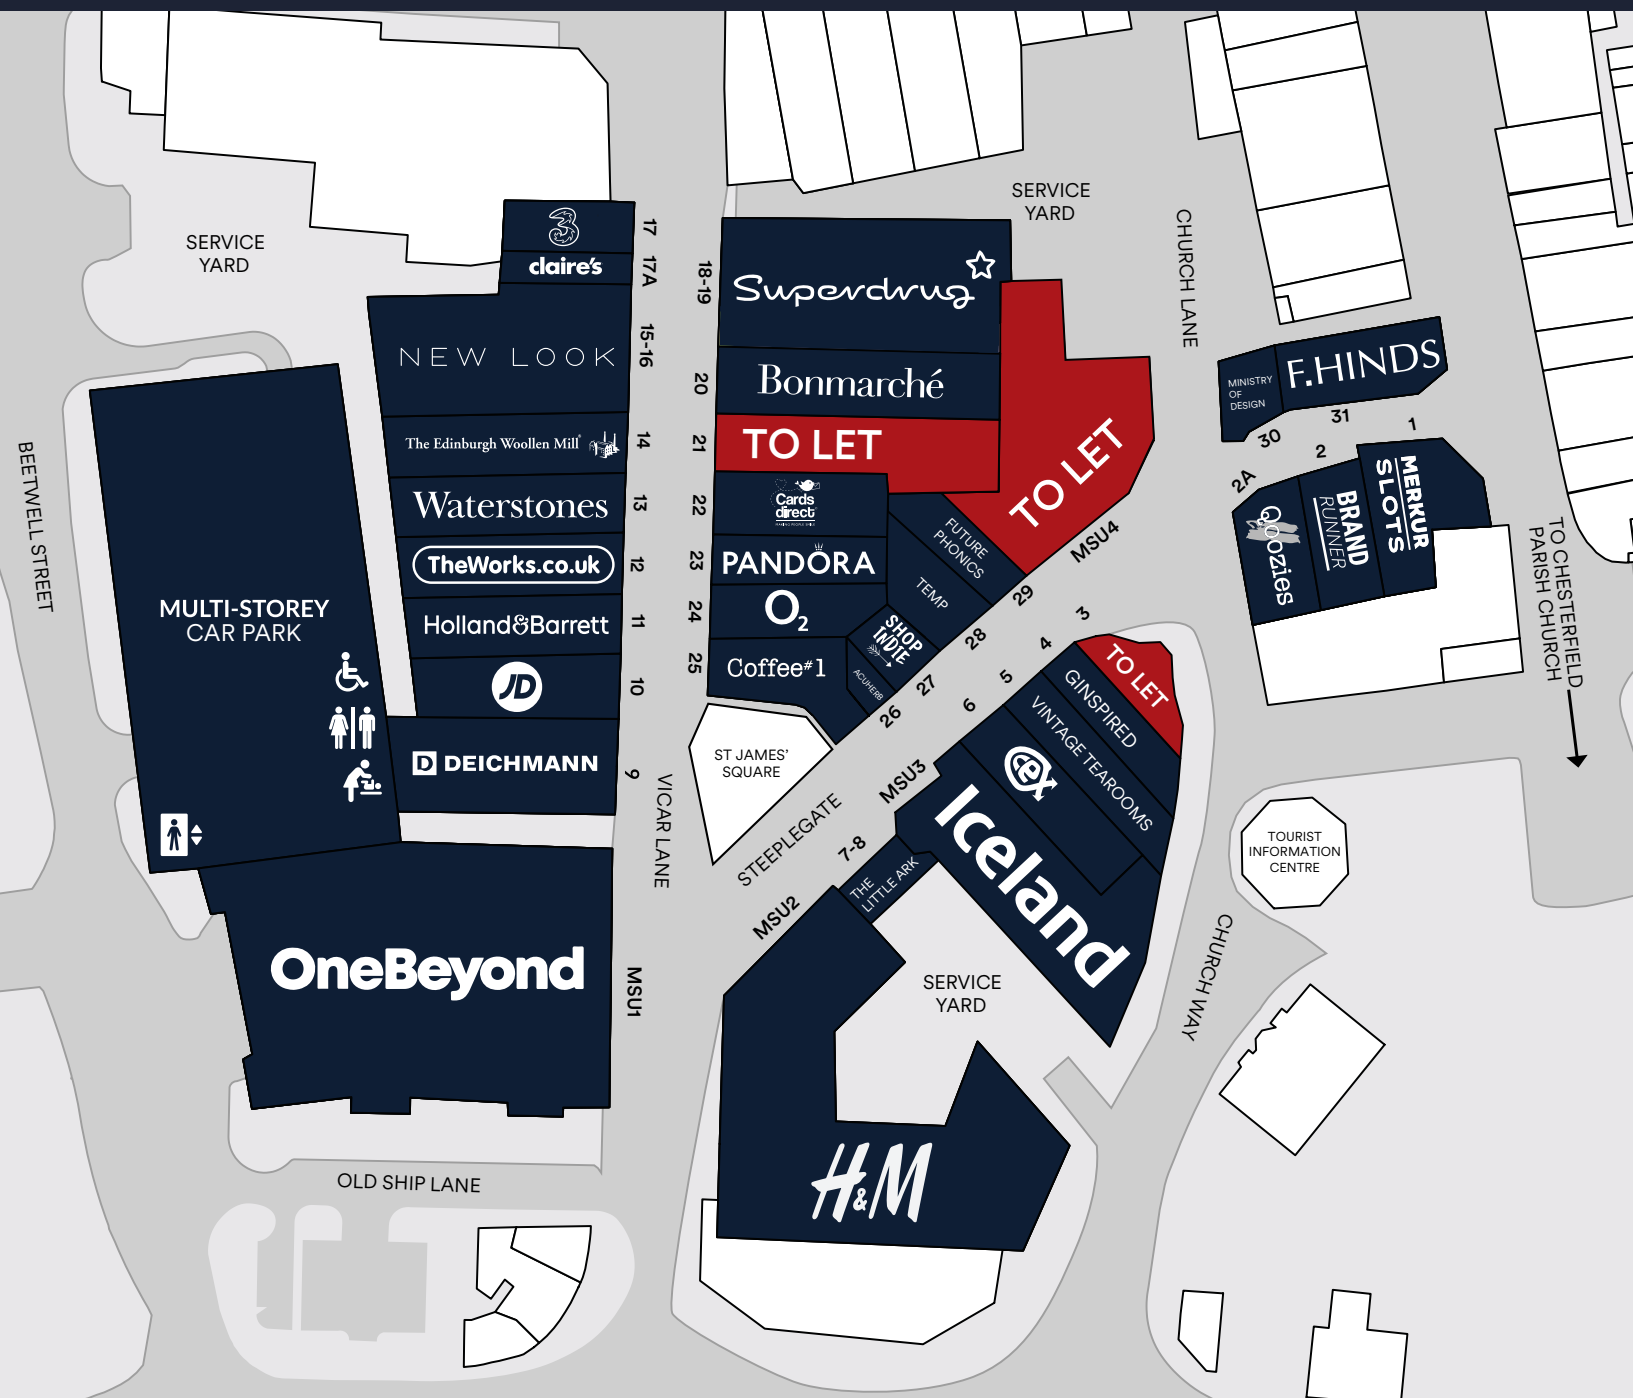 SERVICE
YARD
SERVICE
YARD
CHURCH LANE
3
17
claire's
17A
NEW LOOK
15-16
The Edinburgh Woollen Mill
14
Waterstones
13
TheWorks.co.uk
12
Holland&Barrett
11
JD
10
D DEICHMANN
9
BEETWELL STREET
MULTI-STOREY
CAR PARK
18-19
Superdrug
20
Bonmarché
21
TO LET
TO LET
MSU4
22
Cards
direct
23
PANDORA
24
O2
25
Coffee#1
FUTURE
PHONICS
29
TEMP
28
SHOP
INDIE
27
ACUHERB
26
MINISTRY
OF
DESIGN
30
F.HINDS
31
1
2
2A
Qoozies
BRAND
RUNNER
MERKUR
SLOTS
TO CHESTERFIELD
PARISH CHURCH
ST JAMES'
SQUARE
VICAR LANE
STEEPLEGATE
3
TO LET
4
GINSPIRED
5
VINTAGE TEAROOMS
6
cex
MSU3
Iceland
7-8
THE
LITTLE ARK
MSU2
TOURIST
INFORMATION
CENTRE
CHURCH WAY
OneBeyond
MSU1
SERVICE
YARD
H&M
OLD SHIP LANE